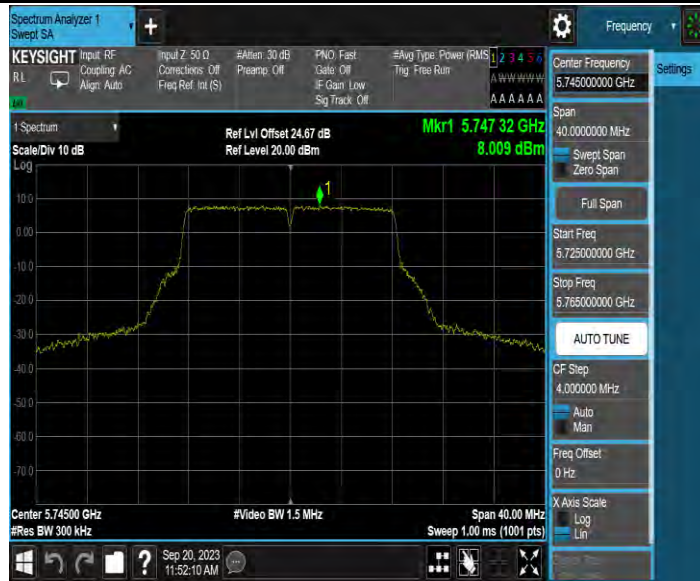 Spectrum Analyzer 1
Swept SA
+
Frequency
KEYSIGHT
RL
Input: RF
Coupling: AC
Align: Auto
Input Z: 50 Ω
Corrections: Off
Freq Ref: Int (S)
#Atten: 30 dB
Preamp: Off
PNO: Fast
Gate: Off
IF Gain: Low
Sig Track: Off
#Avg Type: Power (RMS
Trig: Free Run
1 2 3 4 5 6
A W W W W W
A A A A A A
1 Spectrum
Scale/Div 10 dB
Log
Ref Lvl Offset 24.67 dB
Ref Level 20.00 dBm
Mkr1 5.747 32 GHz
8.009 dBm
1
10.0
0.00
-10.0
-20.0
-30.0
-40.0
-50.0
-60.0
-70.0
Center 5.74500 GHz
#Res BW 300 kHz
#Video BW 1.5 MHz
Span 40.00 MHz
Sweep 1.00 ms (1001 pts)
Sep 20, 2023
11:52:10 AM
?
Center Frequency
5.745000000 GHz
Settings
Span
40.0000000 MHz
Swept Span
Zero Span
Full Span
Start Freq
5.725000000 GHz
Stop Freq
5.765000000 GHz
AUTO TUNE
CF Step
4.000000 MHz
Auto
Man
Freq Offset
0 Hz
X Axis Scale
Log
Lin